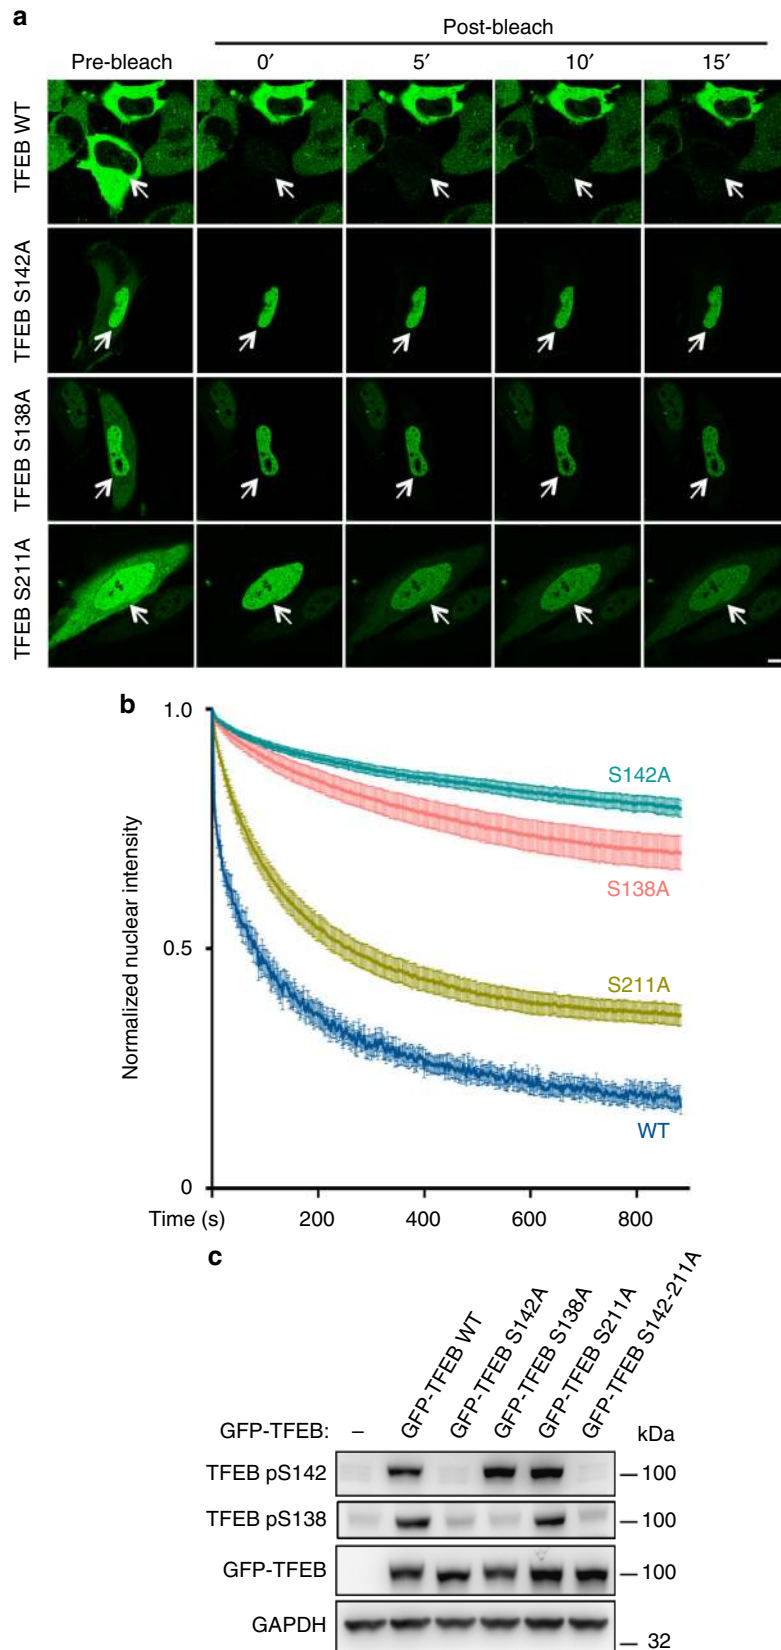 a
Post-bleach
Pre-bleach 0′ 5′ 10′ 15′
TFEB WT
TFEB S142A
TFEB S138A
TFEB S211A
b
Normalized nuclear intensity
1.0
0.5
0
S142A
S138A
S211A
WT
Time (s) 200 400 600 800
c
GFP-TFEB: – GFP-TFEB WT GFP-TFEB S142A GFP-TFEB S138A GFP-TFEB S211A GFP-TFEB S142-211A kDa
TFEB pS142 100
TFEB pS138 100
GFP-TFEB 100
GAPDH 32